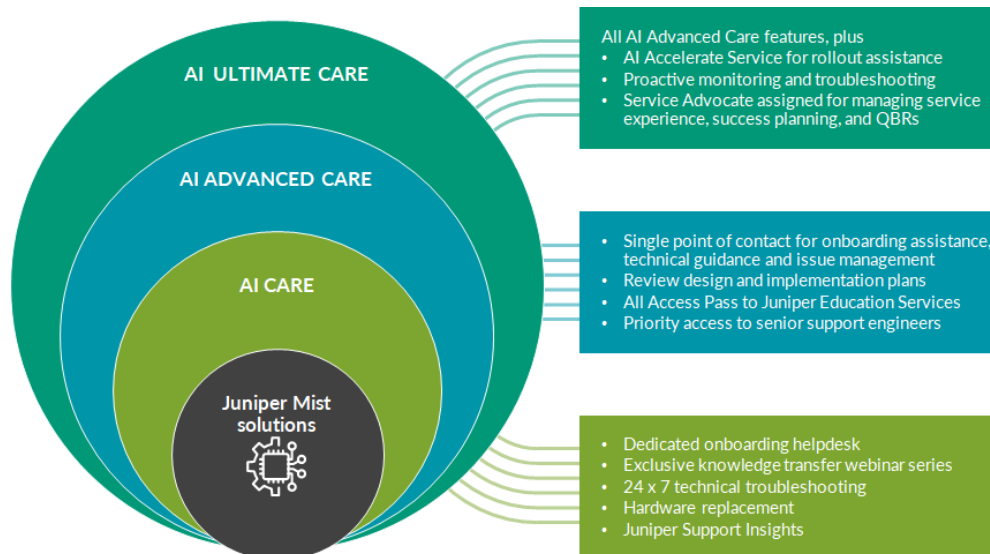 AI ULTIMATE CARE
AI ADVANCED CARE
AI CARE
Juniper Mist
solutions
All AI Advanced Care features, plus
• AI Accelerate Service for rollout assistance
• Proactive monitoring and troubleshooting
• Service Advocate assigned for managing service
experience, success planning, and QBRs
• Single point of contact for onboarding assistance,
technical guidance and issue management
• Review design and implementation plans
• All Access Pass to Juniper Education Services
• Priority access to senior support engineers
• Dedicated onboarding helpdesk
• Exclusive knowledge transfer webinar series
• 24 x 7 technical troubleshooting
• Hardware replacement
• Juniper Support Insights